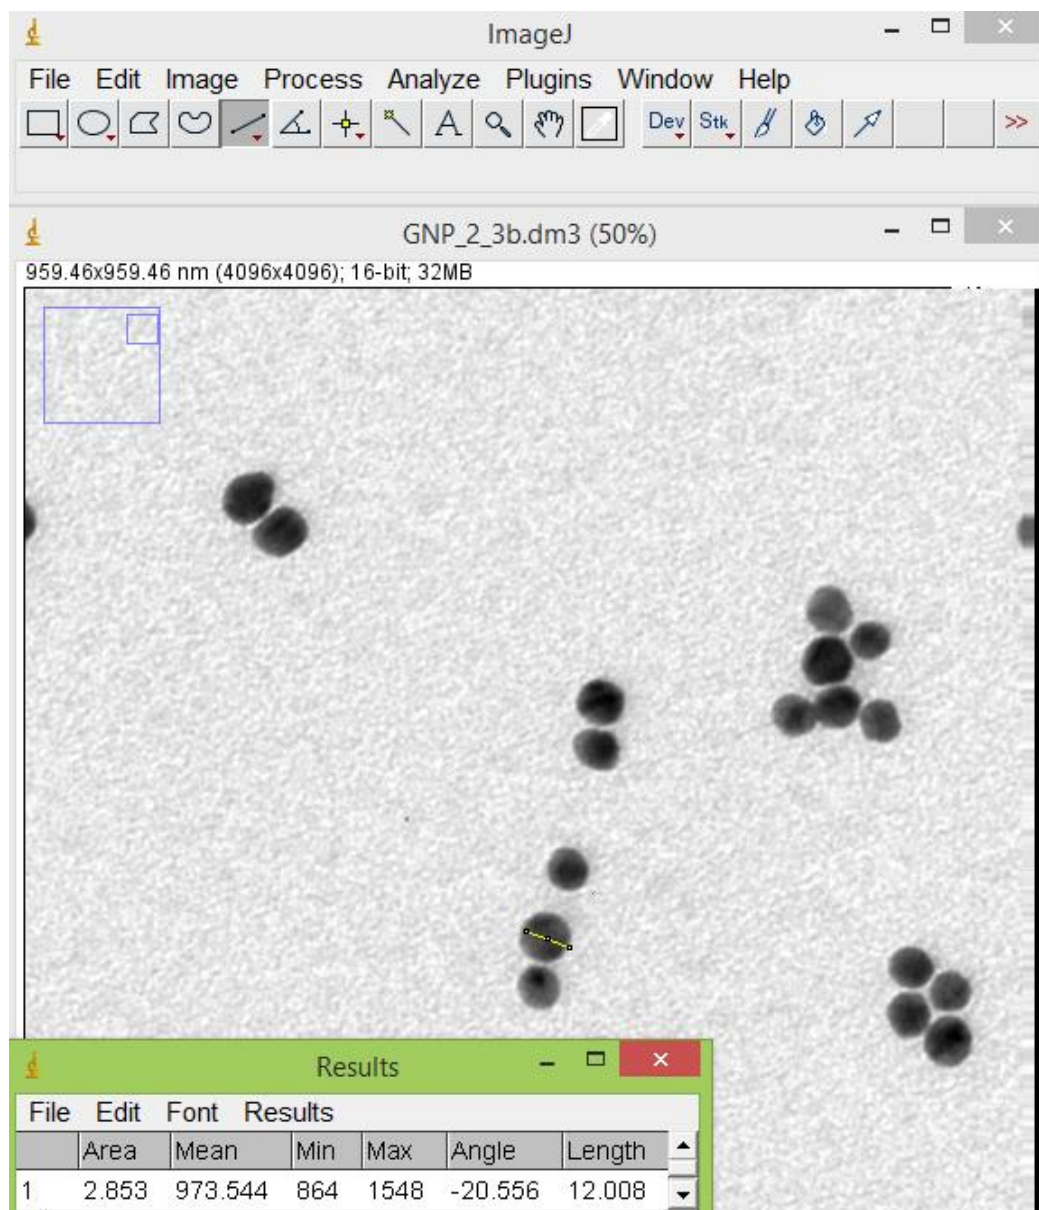 ImageJ
File Edit Image Process Analyze Plugins Window Help
A Dev Stk >>
GNP_2_3b.dm3 (50%)
959.46x959.46 nm (4096x4096); 16-bit; 32MB
Results
File Edit Font Results
Area Mean Min Max Angle Length
1 2.853 973.544 864 1548 -20.556 12.008